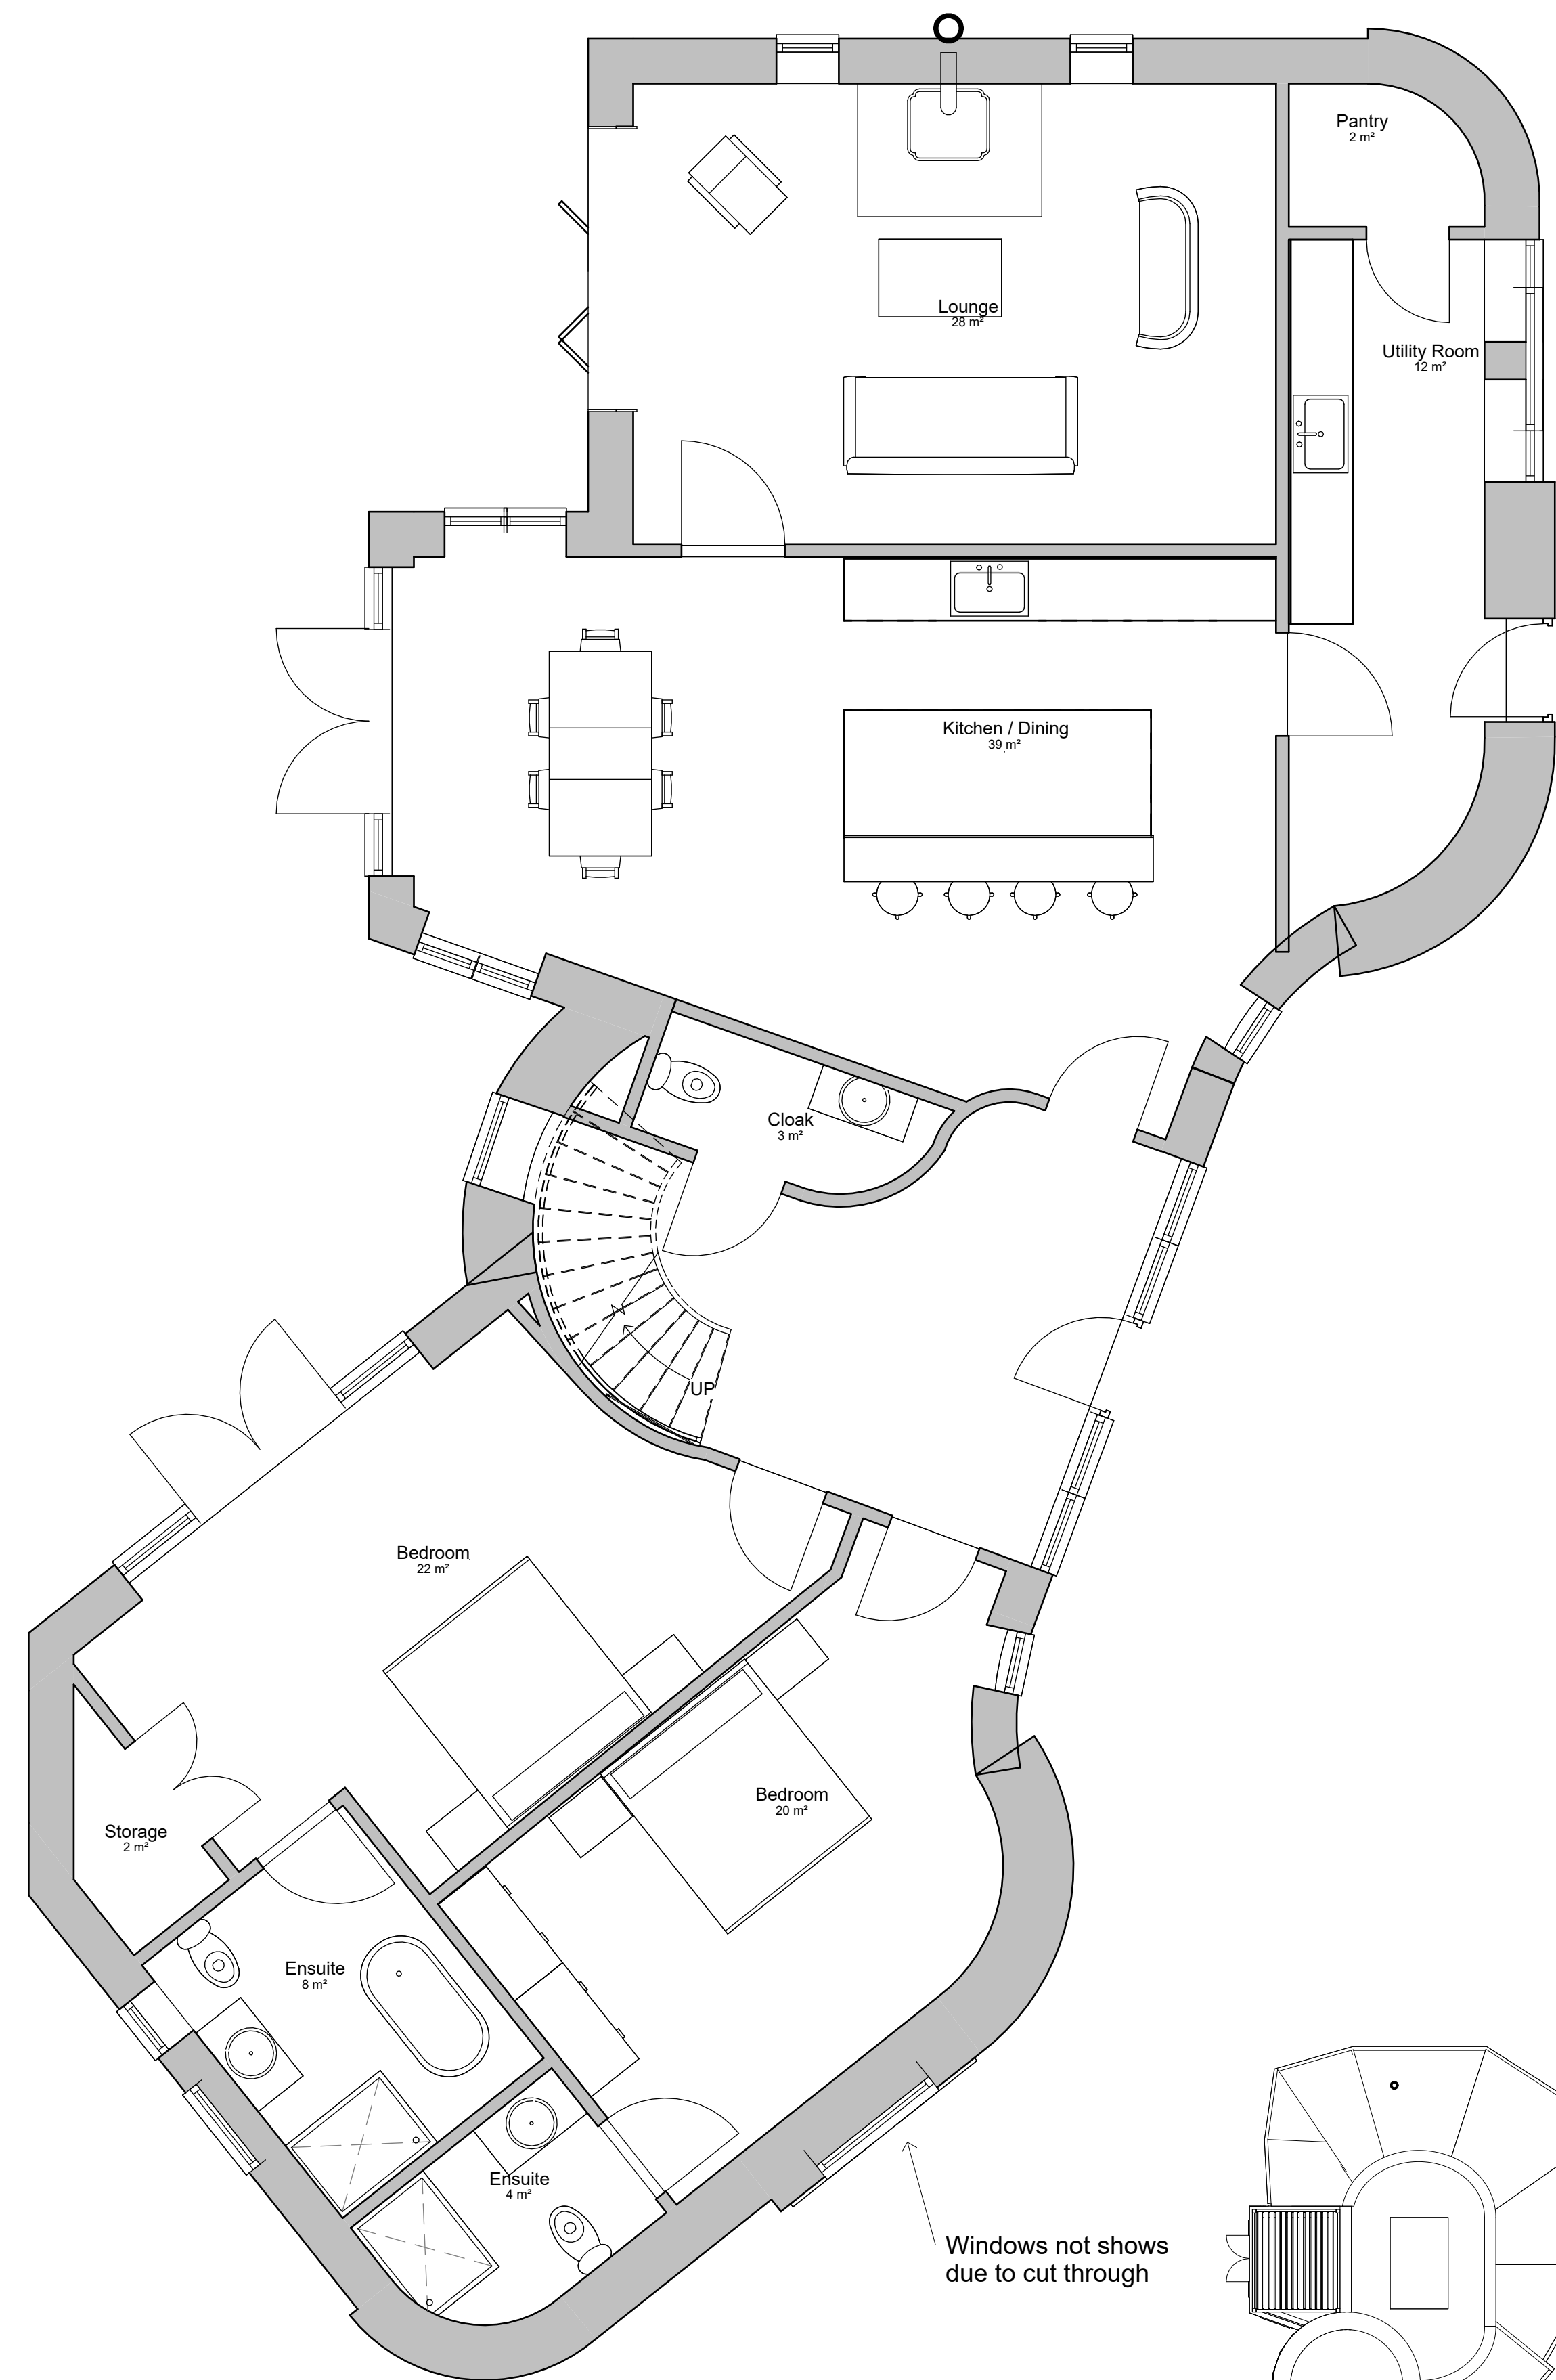 Pantry
2 m²
Lounge
28 m²
Utility Room
12 m²
Kitchen / Dining
39 m²
Cloak
3 m²
UP
Bedroom
22 m²
Bedroom
20 m²
Storage
2 m²
Ensuite
8 m²
Ensuite
4 m²
Windows not shows
due to cut through